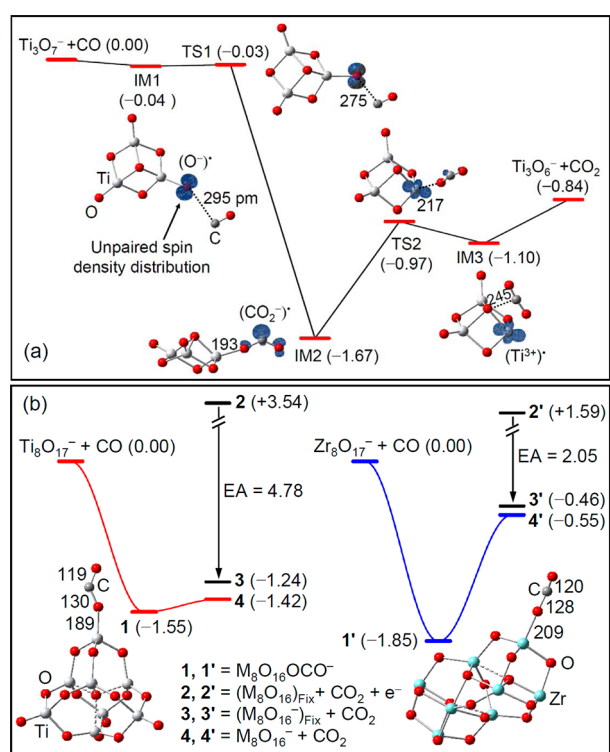 Ti₃O₇⁻ + CO (0.00)
TS1 (−0.03)
IM1
(−0.04 )
275
Ti
(O⁻)•
O
295 pm
C
Unpaired spin
density distribution
217
Ti₃O₆⁻ +CO₂
(−0.84)
TS2
(−0.97)
IM3 (−1.10)
245
(Ti³⁺)•
(CO₂⁻)•
193
IM2 (−1.67)
(a)
(b)
2 (+3.54)
Ti₈O₁₇⁻ + CO (0.00)
EA = 4.78
3 (−1.24)
4 (−1.42)
1 (−1.55)
119
C
130
189
O
Ti
2' (+1.59)
Zr₈O₁₇⁻ + CO (0.00)
EA = 2.05
3' (−0.46)
4' (−0.55)
1' (−1.85)
C
120
128
209
O
Zr
1, 1' = M₈O₁₆OCO⁻
2, 2' = (M₈O₁₆)Fix + CO₂ + e⁻
3, 3' = (M₈O₁₆⁻)Fix + CO₂
4, 4' = M₈O₁₆⁻ + CO₂